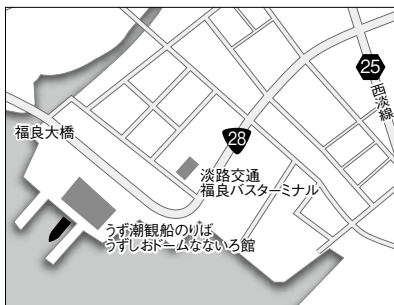 25
西淡線
福良大橋
28
淡路交通
福良バスターミナル
うず潮観船のりば
うずしおドームなないろ館